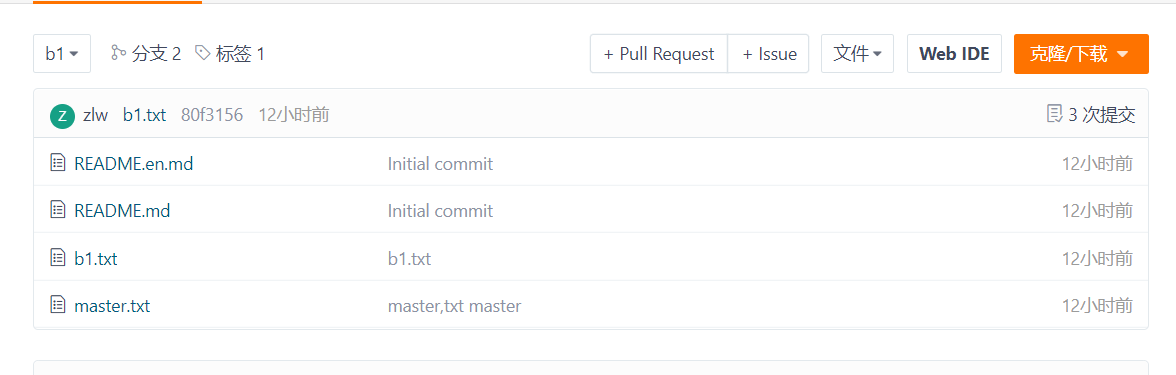 b1 分支 2 标签 1 + Pull Request + Issue 文件 Web IDE 克隆/下载
Z zlw b1.txt 80f3156 12小时前 3 次提交
README.en.md Initial commit 12小时前
README.md Initial commit 12小时前
b1.txt b1.txt 12小时前
master.txt master,txt master 12小时前